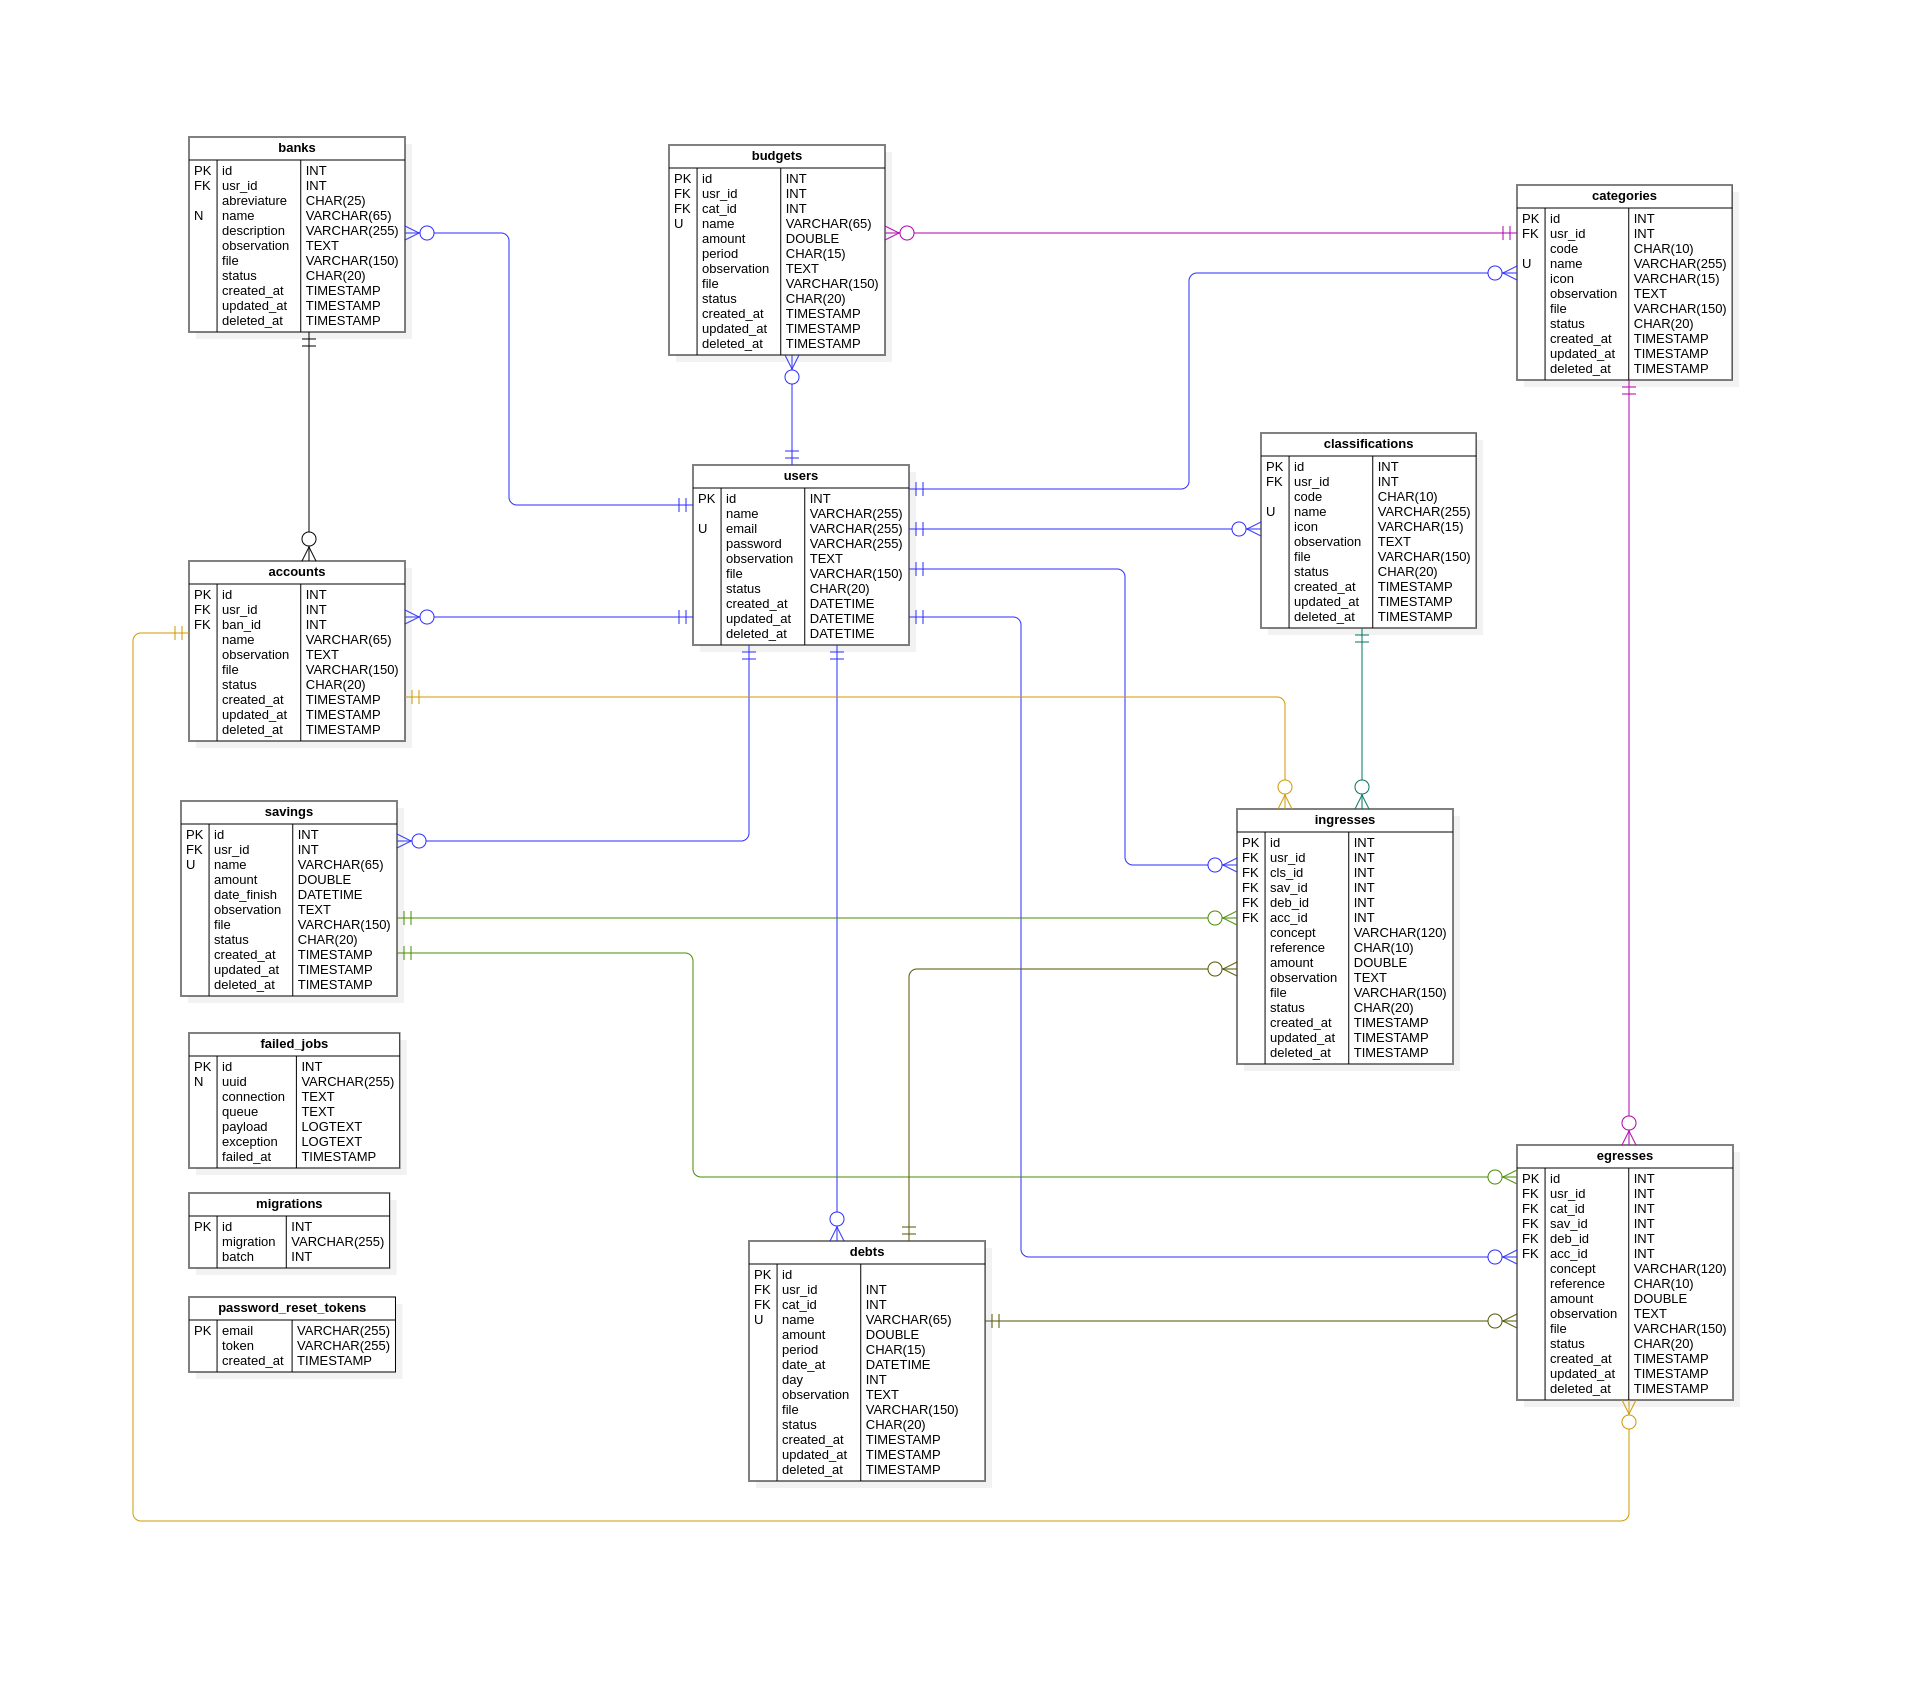 banks
PK id INT
FK usr_id INT
abreviature CHAR(25)
N name VARCHAR(65)
description VARCHAR(255)
observation TEXT
file VARCHAR(150)
status CHAR(20)
created_at TIMESTAMP
updated_at TIMESTAMP
deleted_at TIMESTAMP
budgets
PK id INT
FK usr_id INT
FK cat_id INT
U name VARCHAR(65)
amount DOUBLE
period CHAR(15)
observation TEXT
file VARCHAR(150)
status CHAR(20)
created_at TIMESTAMP
updated_at TIMESTAMP
deleted_at TIMESTAMP
categories
PK id INT
FK usr_id INT
code CHAR(10)
U name VARCHAR(255)
icon VARCHAR(15)
observation TEXT
file VARCHAR(150)
status CHAR(20)
created_at TIMESTAMP
updated_at TIMESTAMP
deleted_at TIMESTAMP
classifications
PK id INT
FK usr_id INT
code CHAR(10)
U name VARCHAR(255)
icon VARCHAR(15)
observation TEXT
file VARCHAR(150)
status CHAR(20)
created_at TIMESTAMP
updated_at TIMESTAMP
deleted_at TIMESTAMP
users
PK id INT
name VARCHAR(255)
U email VARCHAR(255)
password VARCHAR(255)
observation TEXT
file VARCHAR(150)
status CHAR(20)
created_at DATETIME
updated_at DATETIME
deleted_at DATETIME
accounts
PK id INT
FK usr_id INT
FK ban_id INT
name VARCHAR(65)
observation TEXT
file VARCHAR(150)
status CHAR(20)
created_at TIMESTAMP
updated_at TIMESTAMP
deleted_at TIMESTAMP
savings
PK id INT
FK usr_id INT
U name VARCHAR(65)
amount DOUBLE
date_finish DATETIME
observation TEXT
file VARCHAR(150)
status CHAR(20)
created_at TIMESTAMP
updated_at TIMESTAMP
deleted_at TIMESTAMP
ingresses
PK id INT
FK usr_id INT
FK cls_id INT
FK sav_id INT
FK deb_id INT
FK acc_id INT
concept VARCHAR(120)
reference CHAR(10)
amount DOUBLE
observation TEXT
file VARCHAR(150)
status CHAR(20)
created_at TIMESTAMP
updated_at TIMESTAMP
deleted_at TIMESTAMP
failed_jobs
PK id INT
N uuid VARCHAR(255)
connection TEXT
queue TEXT
payload LOGTEXT
exception LOGTEXT
failed_at TIMESTAMP
migrations
PK id INT
migration VARCHAR(255)
batch INT
password_reset_tokens
PK email VARCHAR(255)
token VARCHAR(255)
created_at TIMESTAMP
debts
PK id
FK usr_id INT
FK cat_id INT
U name VARCHAR(65)
amount DOUBLE
period CHAR(15)
date_at DATETIME
day INT
observation TEXT
file VARCHAR(150)
status CHAR(20)
created_at TIMESTAMP
updated_at TIMESTAMP
deleted_at TIMESTAMP
egresses
PK id INT
FK usr_id INT
FK cat_id INT
FK sav_id INT
FK deb_id INT
FK acc_id INT
concept VARCHAR(120)
reference CHAR(10)
amount DOUBLE
observation TEXT
file VARCHAR(150)
status CHAR(20)
created_at TIMESTAMP
updated_at TIMESTAMP
deleted_at TIMESTAMP